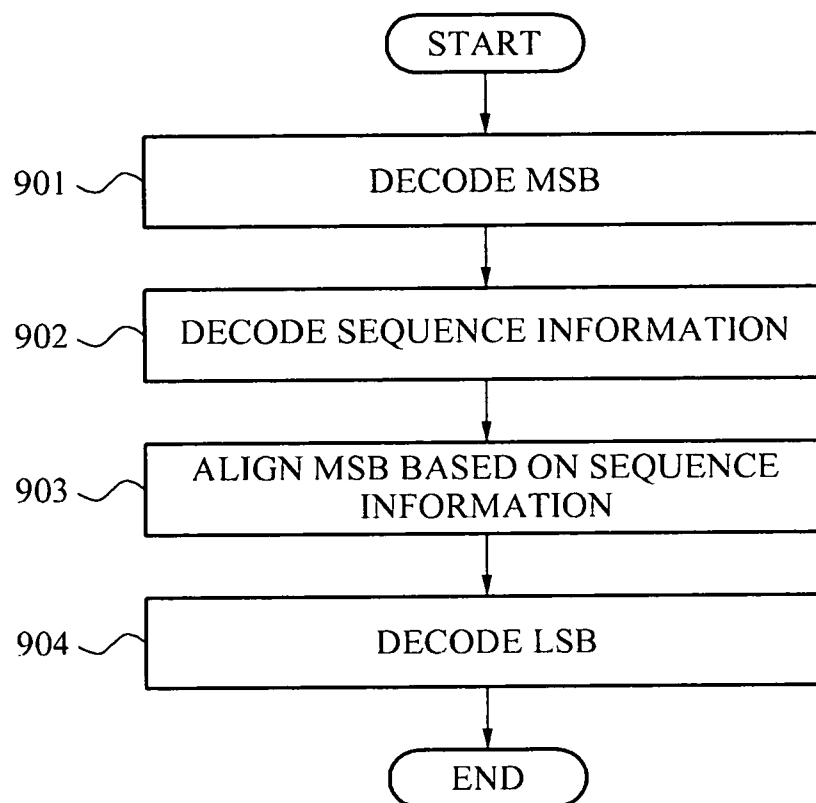 START
901
DECODE MSB
902
DECODE SEQUENCE INFORMATION
903
ALIGN MSB BASED ON SEQUENCE
INFORMATION
904
DECODE LSB
END